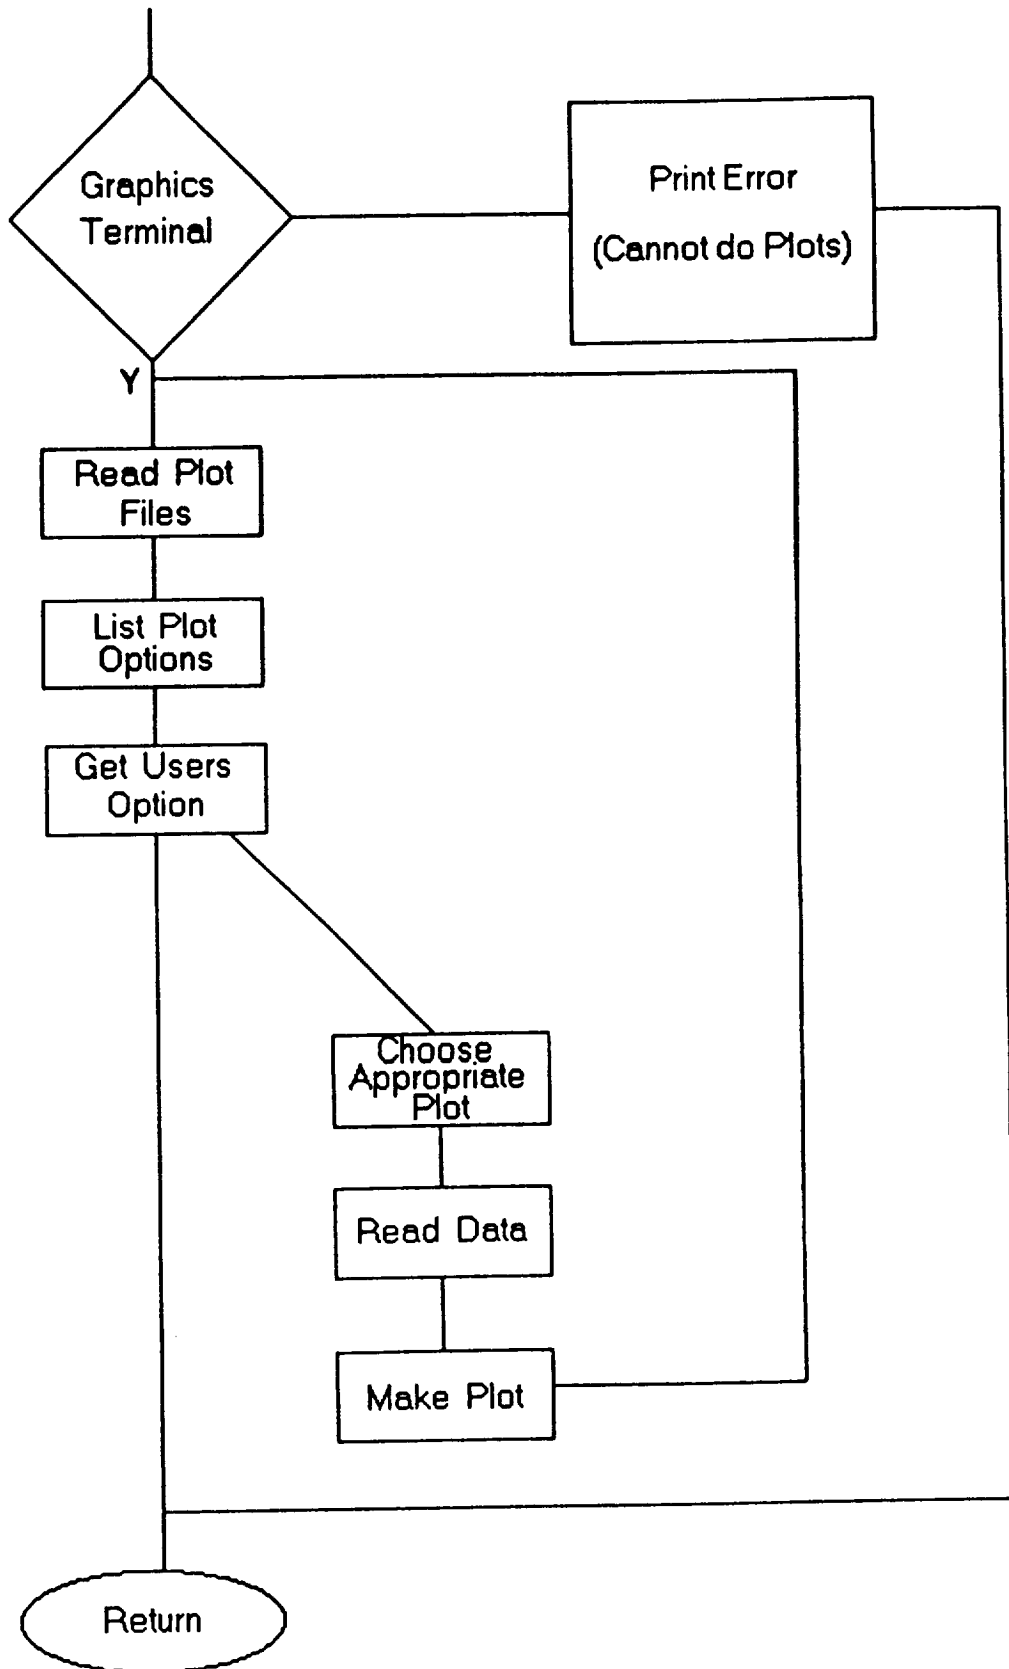 Graphics
Terminal
Print Error
(Cannot do Plots)
Y
Read Plot
Files
List Plot
Options
Get Users
Option
Choose
Appropriate
Plot
Read Data
Make Plot
Return